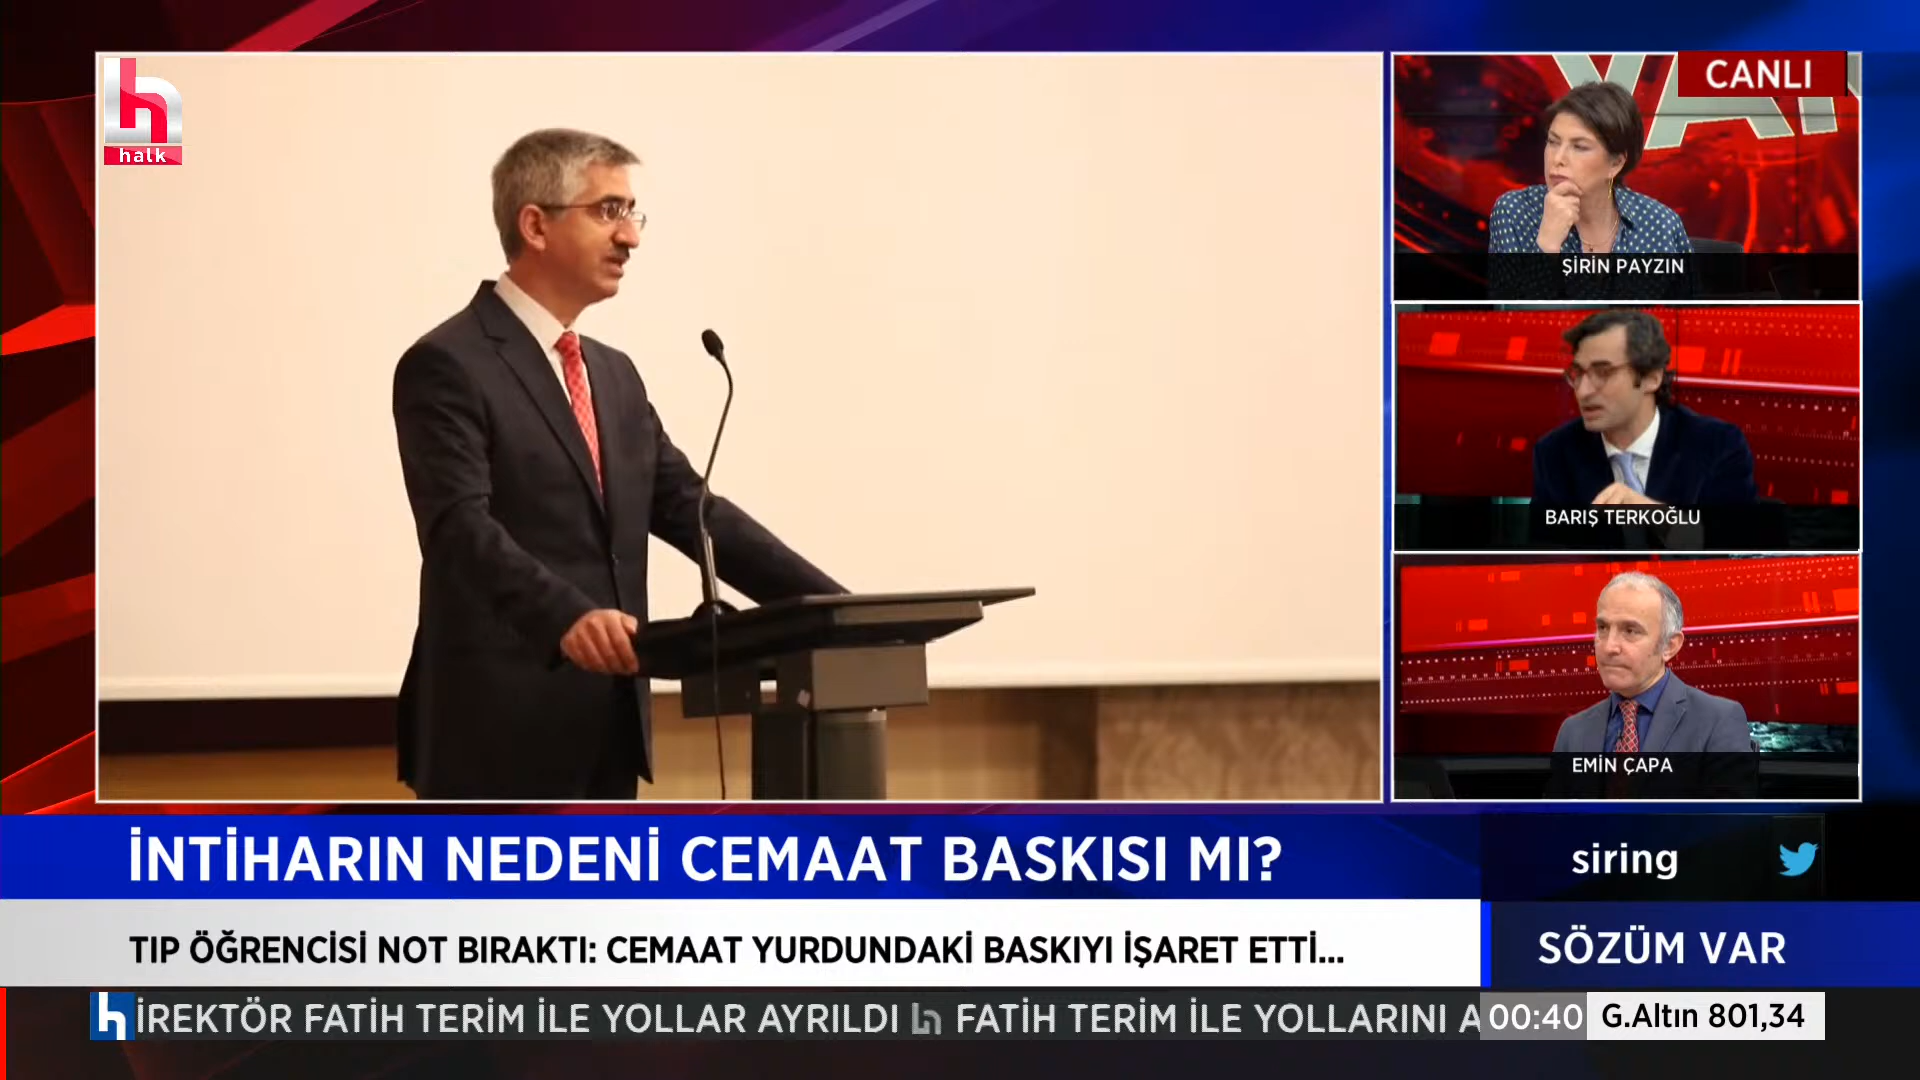 halk
CANLI
ŞİRİN PAYZIN
BARIŞ TERKOĞLU
EMİN ÇAPA
İNTİHARIN NEDENİ CEMAAT BASKISI MI?
siring
TIP ÖĞRENCİSİ NOT BIRAKTI: CEMAAT YURDUNDAKİ BASKIYI İŞARET ETTİ...
SÖZÜM VAR
İREKTÖR FATİH TERİM İLE YOLLAR AYRILDI FATİH TERİM İLE YOLLARINI A
00:40
G.Altın 801,34